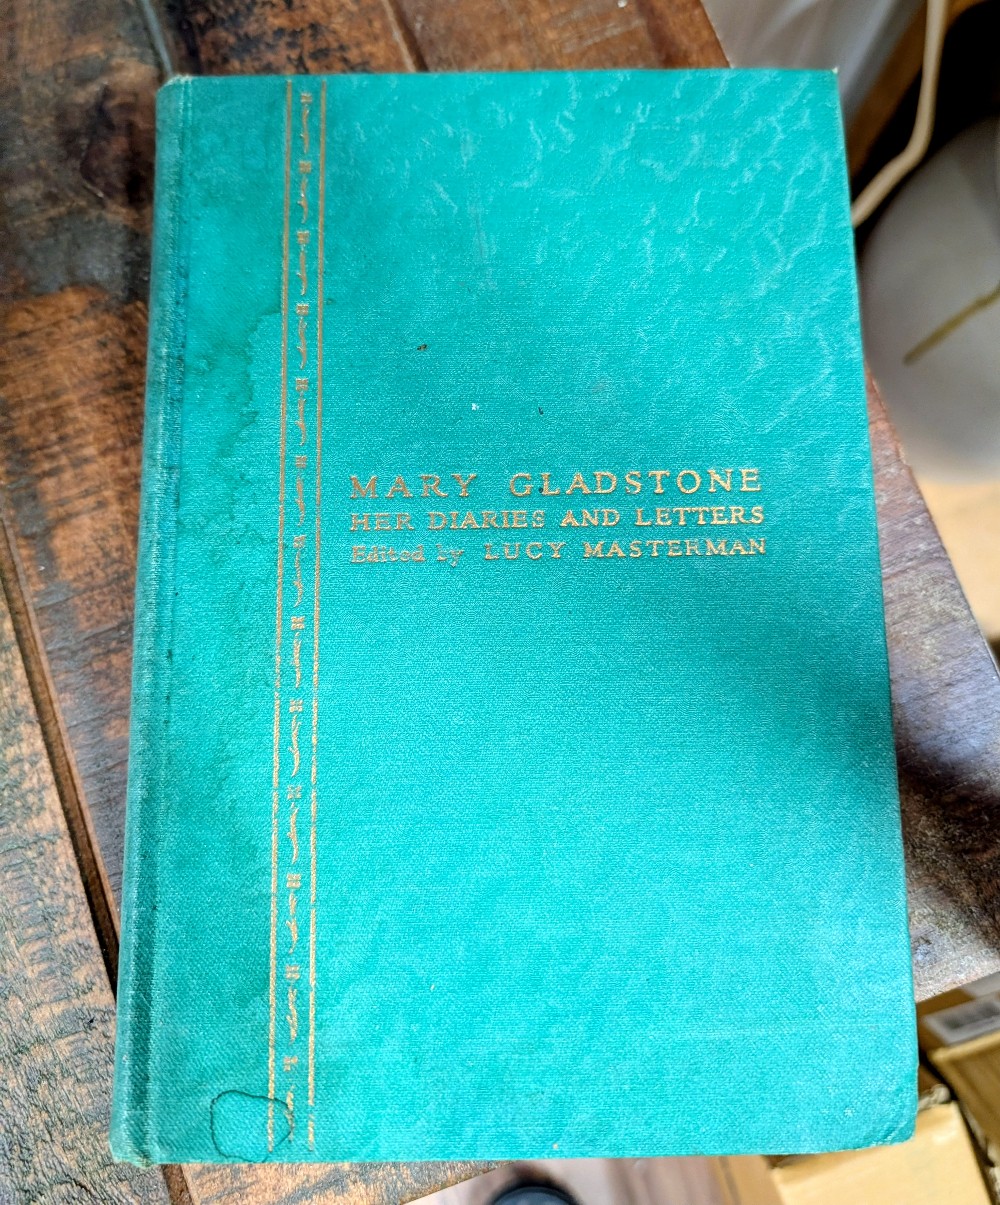 MARY GLADSTONE
HER DIARIES AND LETTERS
Edited by LUCY MASTERMAN